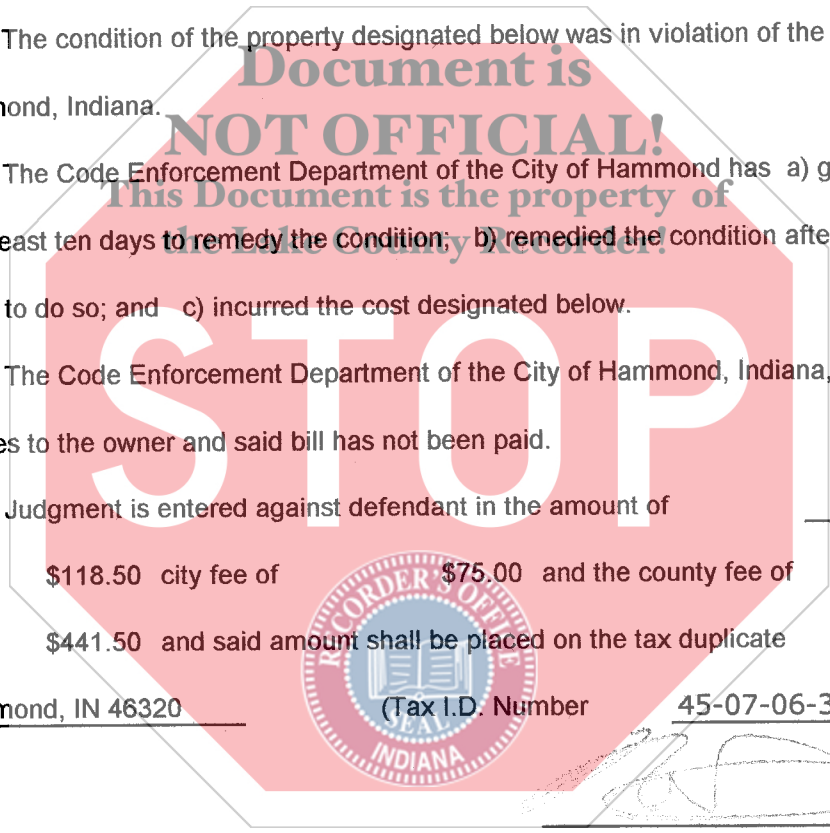 The condition of the property designated below was in violation of the
Document is
mond, Indiana.
NOT OFFICIAL!
The Code Enforcement Department of the City of Hammond has a) g
This Document is the property of
east ten days to remedy the condition; b) remedied the condition afte
the Lake County Recorder!
to do so; and c) incurred the cost designated below.
STOP
The Code Enforcement Department of the City of Hammond, Indiana,
es to the owner and said bill has not been paid.
Judgment is entered against defendant in the amount of
$118.50 city fee of $75.00 and the county fee of
RECORDER'S OFFICE
$441.50 and said amount shall be placed on the tax duplicate
mond, IN 46320 (Tax I.D. Number 45-07-06-3
SEAL
INDIANA